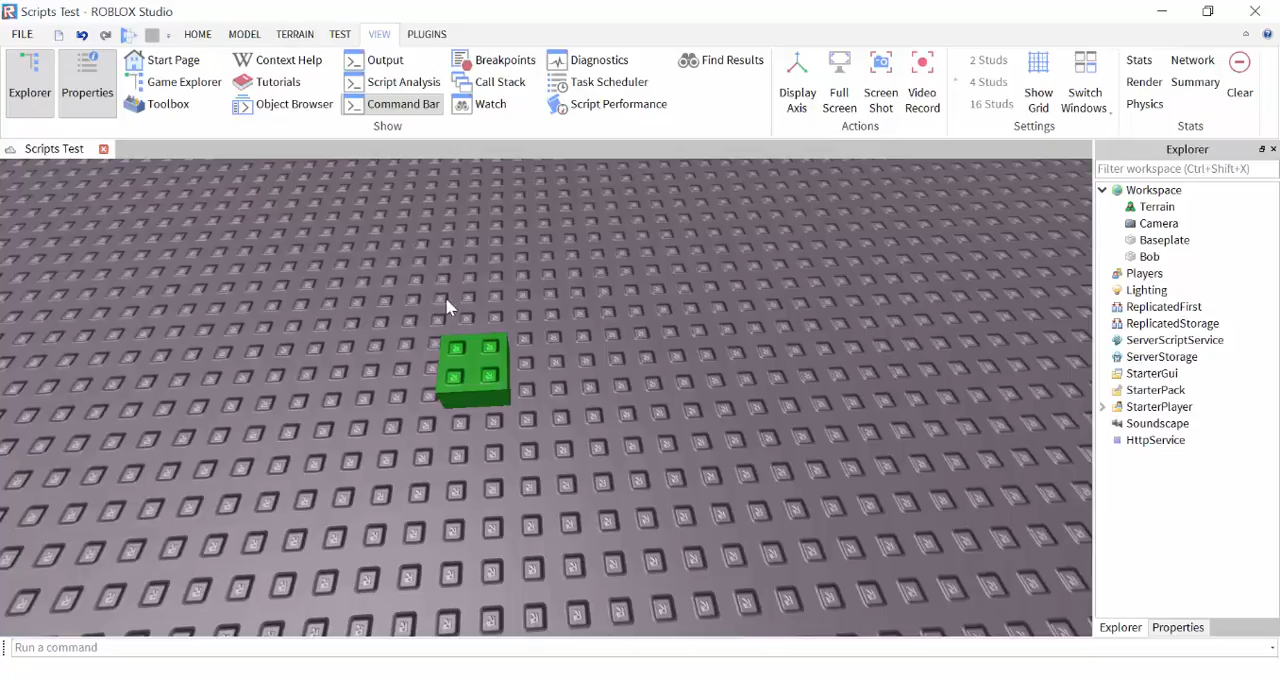 Scripts Test - ROBLOX Studio
FILE HOME MODEL TERRAIN TEST VIEW PLUGINS
Explorer
Properties
Start Page
Game Explorer
Toolbox
Context Help
Tutorials
Object Browser
Output
Script Analysis
Command Bar
Breakpoints
Call Stack
Watch
Diagnostics
Task Scheduler
Script Performance
Find Results
Show
Display
Axis
Full
Screen
Screen
Shot
Video
Record
Actions
2 Studs
4 Studs
16 Studs
Show
Grid
Switch
Windows
Settings
Stats
Render
Physics
Network
Summary
Clear
Stats
Scripts Test
Explorer
Filter workspace (Ctrl+Shift+X)
Workspace
Terrain
Camera
Baseplate
Bob
Players
Lighting
ReplicatedFirst
ReplicatedStorage
ServerScriptService
ServerStorage
StarterGui
StarterPack
StarterPlayer
Soundscape
HttpService
Explorer Properties
Run a command